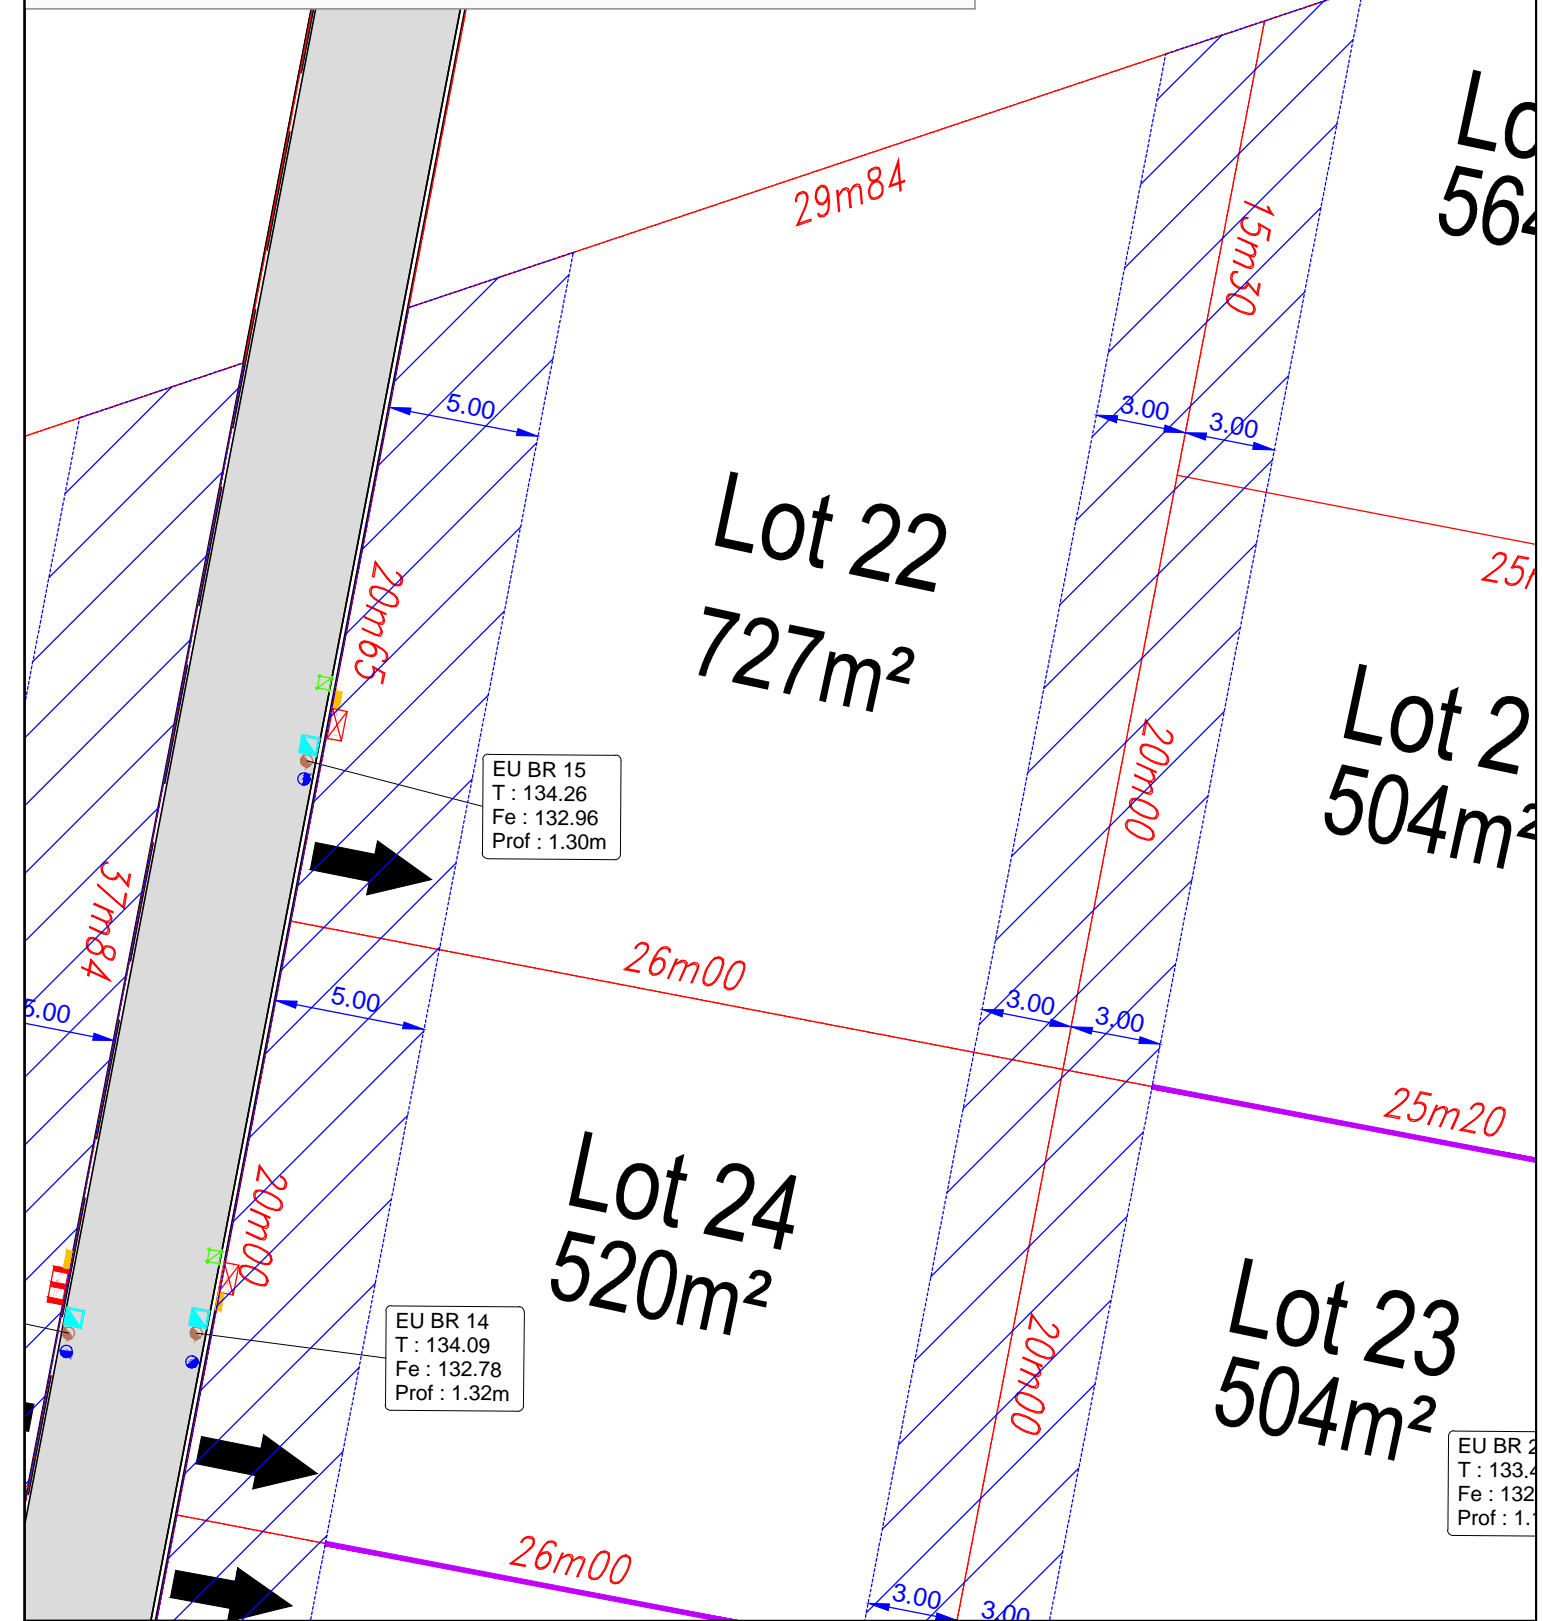 29m84
15m30
5.00
3.00
3.00
Lot 22
727m²
20m65
EU BR 15
T : 134.26
Fe : 132.96
Prof : 1.30m
20m00
504m²
37m84
26m00
5.00
5.00
3.00
3.00
25m20
Lot 24
520m²
20m00
EU BR 14
T : 134.09
Fe : 132.78
Prof : 1.32m
20m00
Lot 23
504m²
EU BR
26m00
3.00
3.00